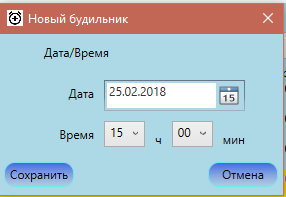 Новый будильник
Дата/Время
Дата 25.02.2018 15
Время 15 ч 00 мин
Сохранить Отмена